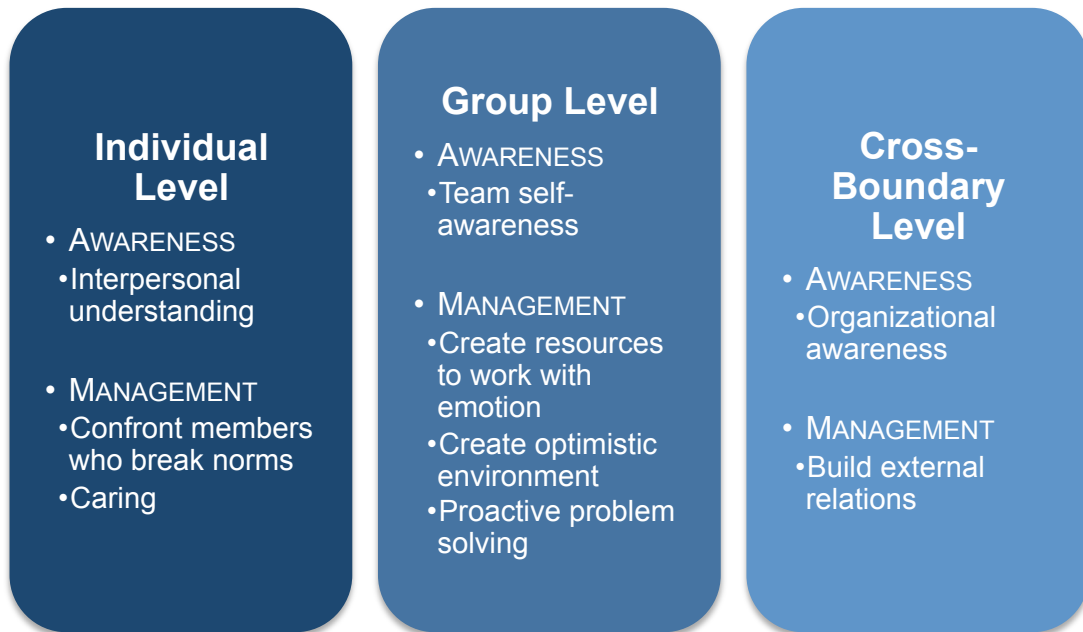 Individual
Level
• AWARENESS
•Interpersonal
understanding
• MANAGEMENT
•Confront members
who break norms
•Caring
Group Level
• AWARENESS
•Team self-
awareness
• MANAGEMENT
•Create resources
to work with
emotion
•Create optimistic
environment
•Proactive problem
solving
Cross-
Boundary
Level
• AWARENESS
•Organizational
awareness
• MANAGEMENT
•Build external
relations